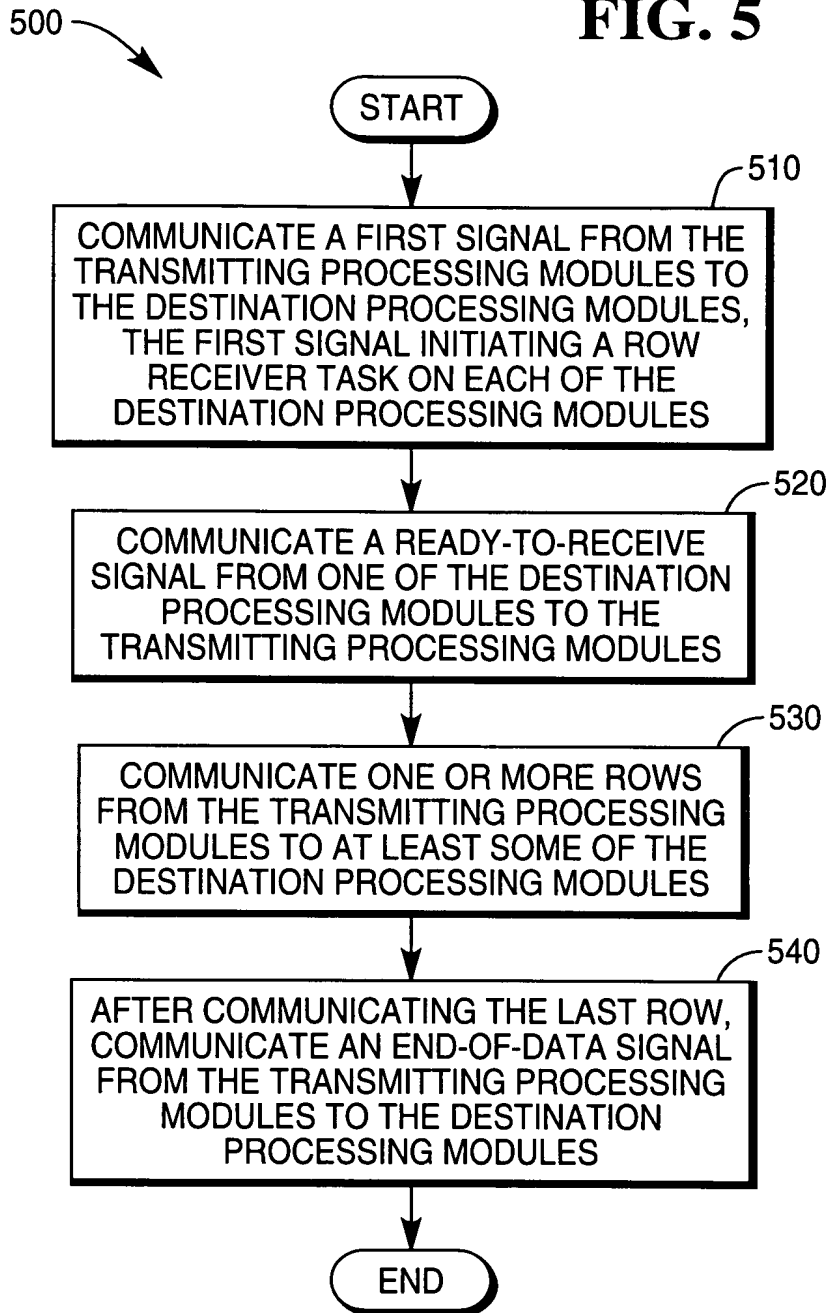 500
FIG. 5
START
510
COMMUNICATE A FIRST SIGNAL FROM THE
TRANSMITTING PROCESSING MODULES TO
THE DESTINATION PROCESSING MODULES,
THE FIRST SIGNAL INITIATING A ROW
RECEIVER TASK ON EACH OF THE
DESTINATION PROCESSING MODULES
520
COMMUNICATE A READY-TO-RECEIVE
SIGNAL FROM ONE OF THE DESTINATION
PROCESSING MODULES TO THE
TRANSMITTING PROCESSING MODULES
530
COMMUNICATE ONE OR MORE ROWS
FROM THE TRANSMITTING PROCESSING
MODULES TO AT LEAST SOME OF THE
DESTINATION PROCESSING MODULES
540
AFTER COMMUNICATING THE LAST ROW,
COMMUNICATE AN END-OF-DATA SIGNAL
FROM THE TRANSMITTING PROCESSING
MODULES TO THE DESTINATION
PROCESSING MODULES
END